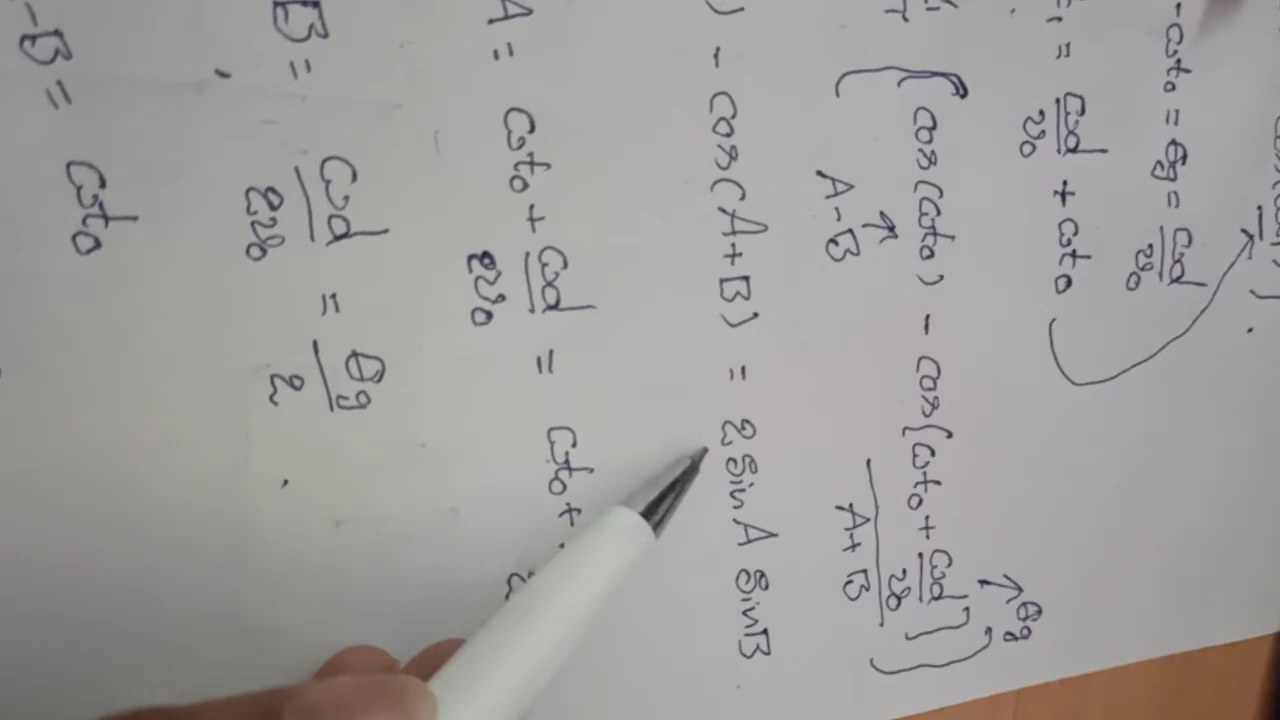 - ωt₀ = θg = ωd/v₀
t₁ = ωd/v₀ + ωt₀
{ cos(ωt₀) - cos[ωt₀ + ωd/v₀] } ↑ θg
↑ A-B A+B
) - cos(A+B) = 2 sin A sin B
A = ωt₀ + ωd/2v₀ = ωt₀ +
B = ωd/2v₀ = θg/2
-B = ωt₀